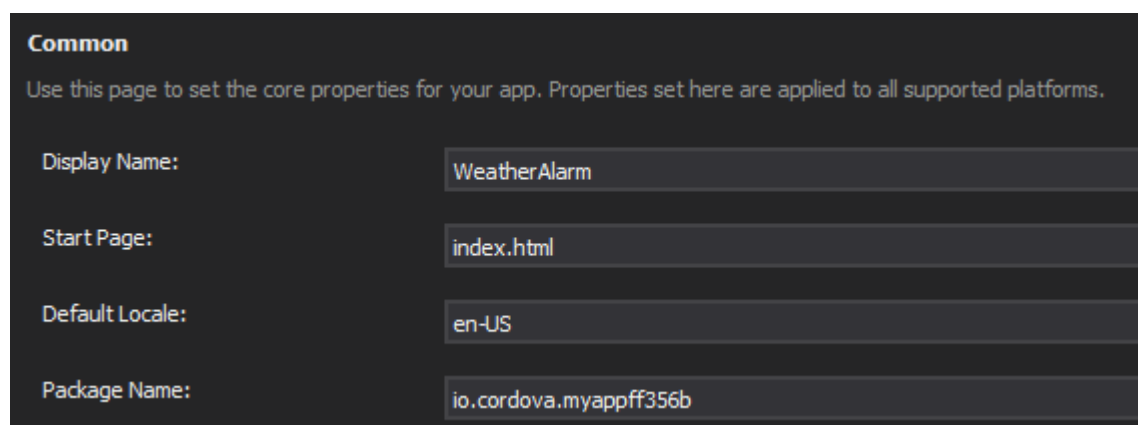 Common
Use this page to set the core properties for your app. Properties set here are applied to all supported platforms.
Display Name: WeatherAlarm
Start Page: index.html
Default Locale: en-US
Package Name: io.cordova.myappff356b